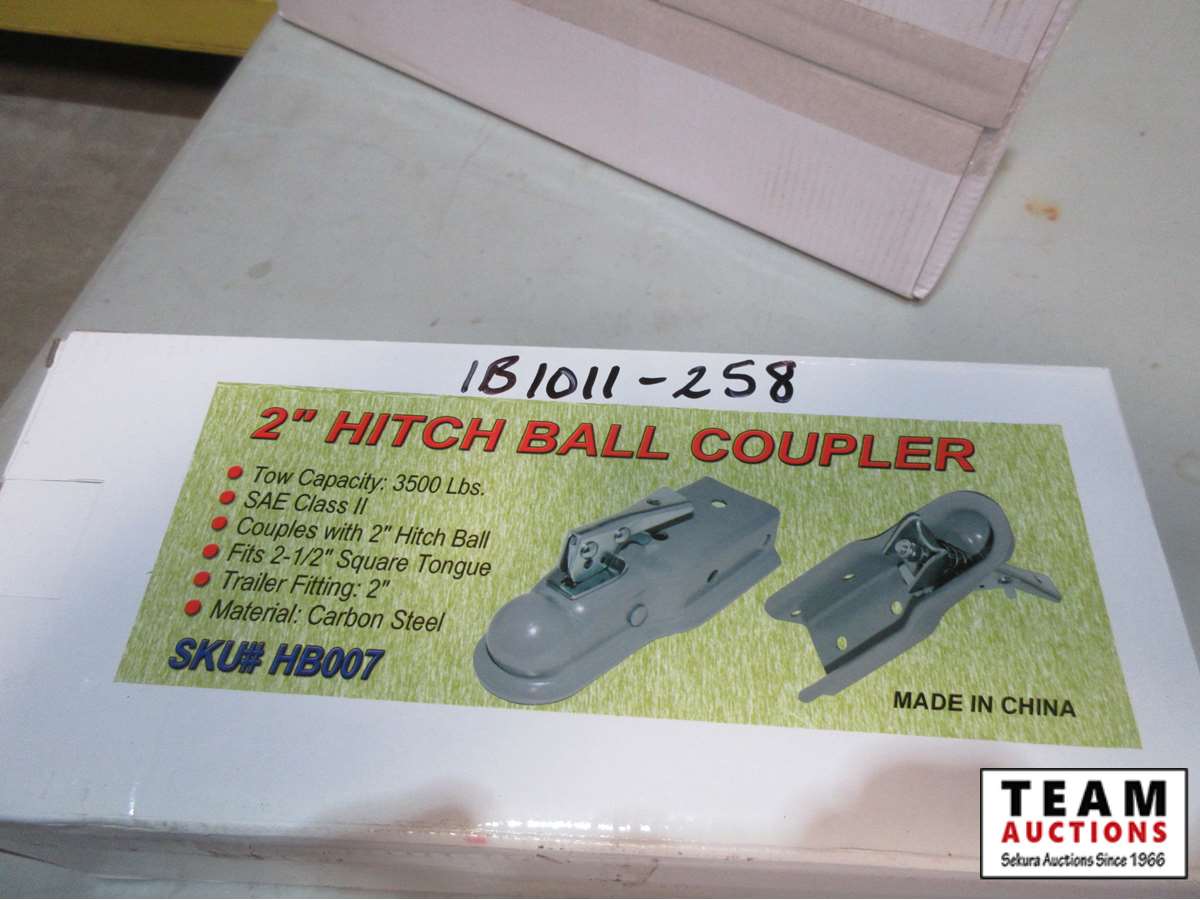 1B1011-258
2" HITCH BALL COUPLER
Tow Capacity: 3500 Lbs.
SAE Class II
Couples with 2" Hitch Ball
Fits 2-1/2" Square Tongue
Trailer Fitting: 2"
Material: Carbon Steel
SKU# HB007
MADE IN CHINA
TEAM
AUCTIONS
Sekura Auctions Since 1966